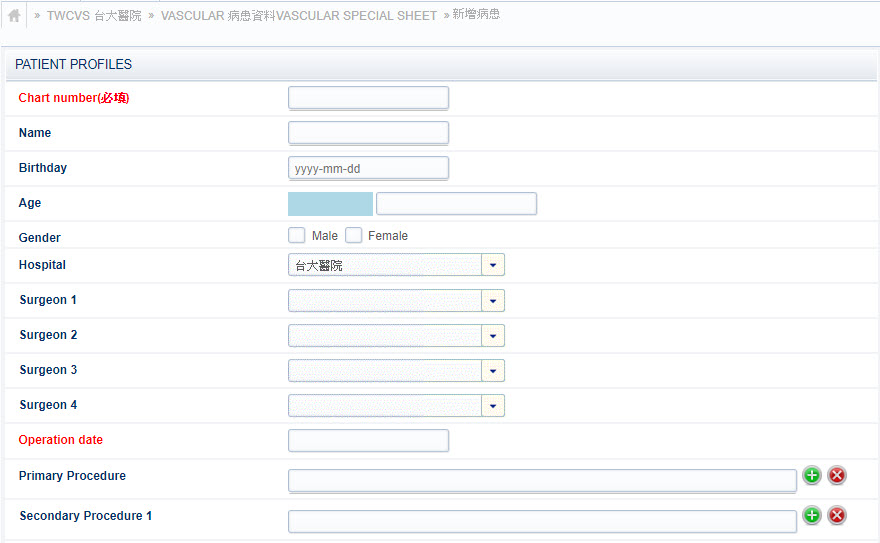 » TWCVS 台大醫院 » VASCULAR 病患資料VASCULAR SPECIAL SHEET » 新增病患
PATIENT PROFILES
Chart number(必填)
Name
Birthday yyyy-mm-dd
Age
Gender Male Female
Hospital 台大醫院
Surgeon 1
Surgeon 2
Surgeon 3
Surgeon 4
Operation date
Primary Procedure
Secondary Procedure 1